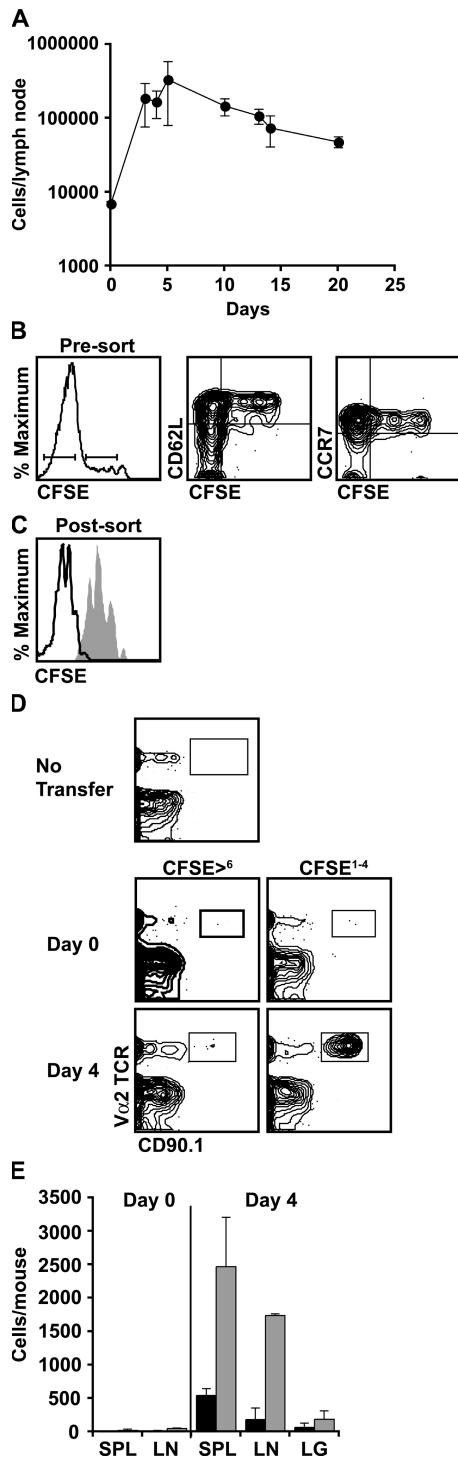 A
1000000
100000
10000
1000
Cells/lymph node
0 5 10 15 20 25
Days
B
Pre-sort
% Maximum
CFSE
CD62L
CFSE
CCR7
CFSE
C
Post-sort
% Maximum
CFSE
D
No
Transfer
CFSE>6 CFSE1-4
Day 0
Day 4
Vα2 TCR
CD90.1
E
Day 0 Day 4
3500
3000
2500
2000
1500
1000
500
0
Cells/mouse
SPL LN SPL LN LG